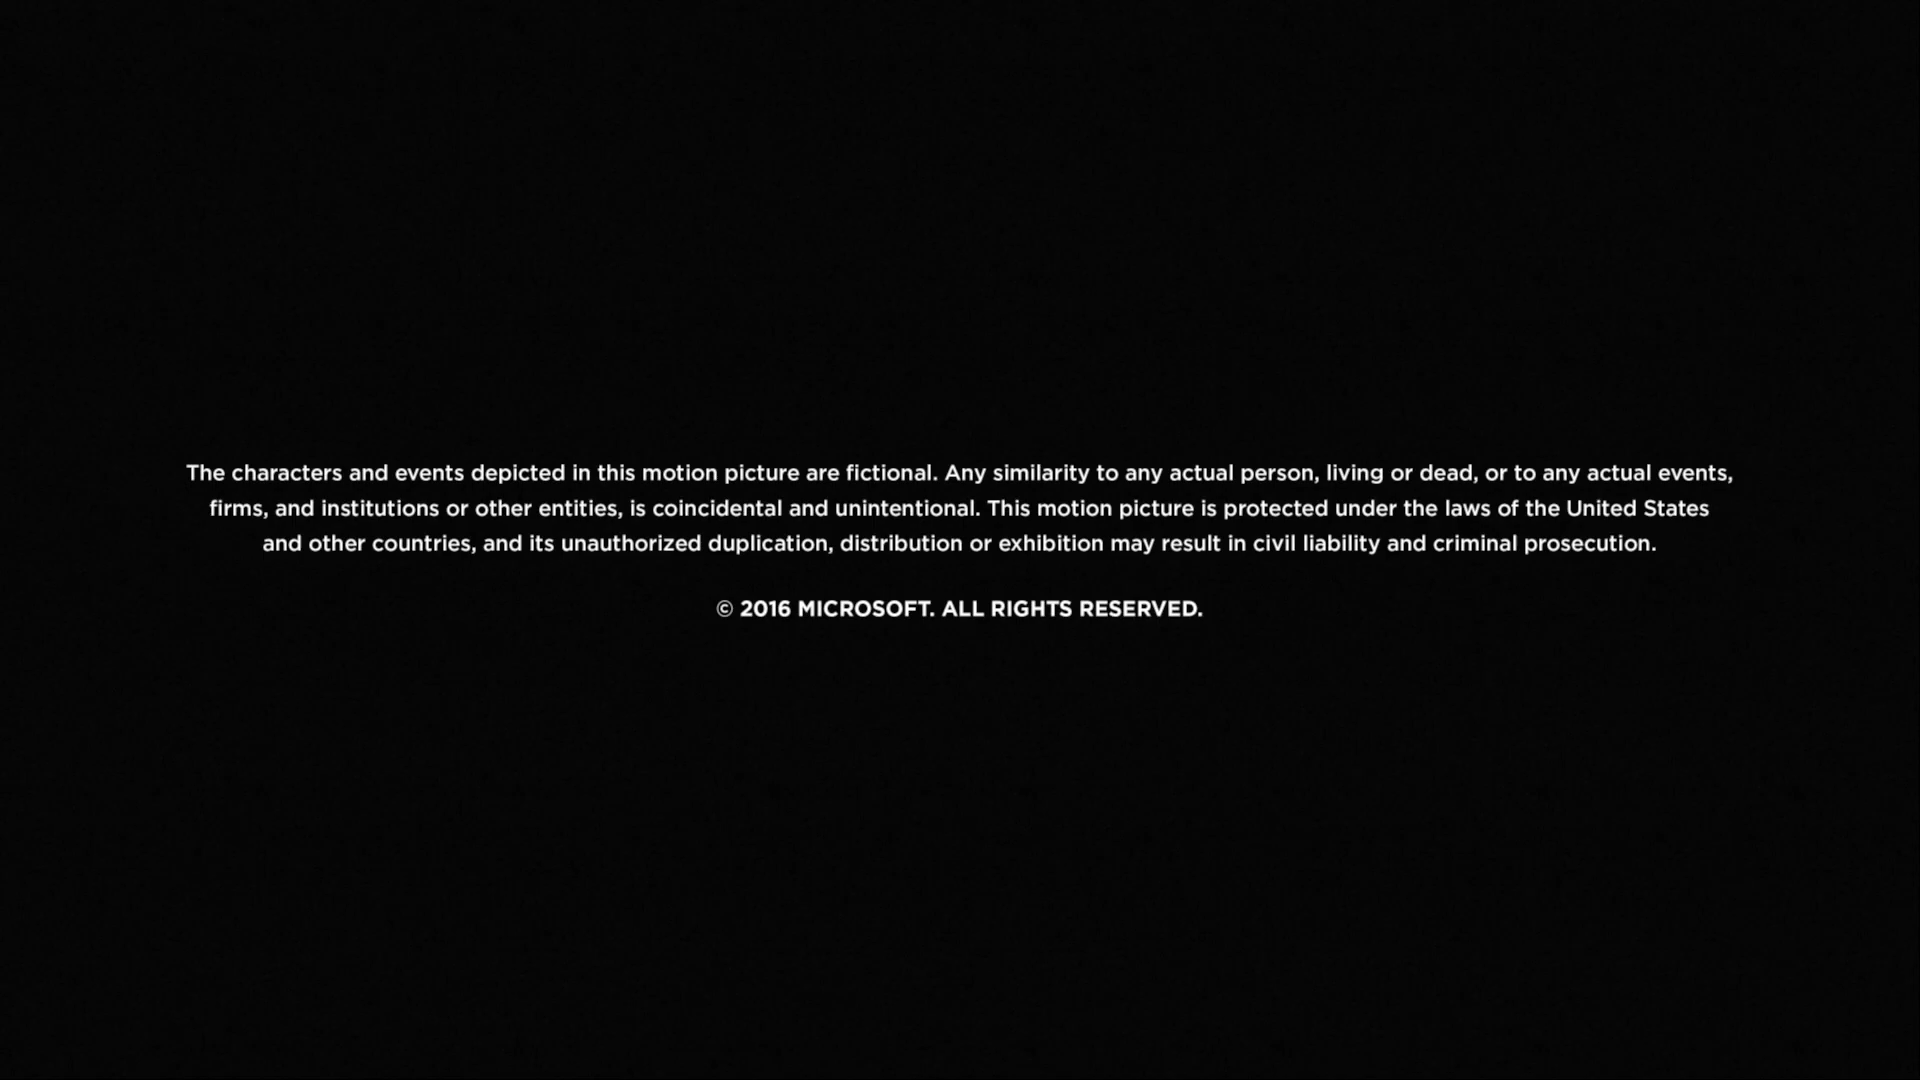 The characters and events depicted in this motion picture are fictional. Any similarity to any actual person, living or dead, or to any actual events,
firms, and institutions or other entities, is coincidental and unintentional. This motion picture is protected under the laws of the United States
and other countries, and its unauthorized duplication, distribution or exhibition may result in civil liability and criminal prosecution.
© 2016 MICROSOFT. ALL RIGHTS RESERVED.